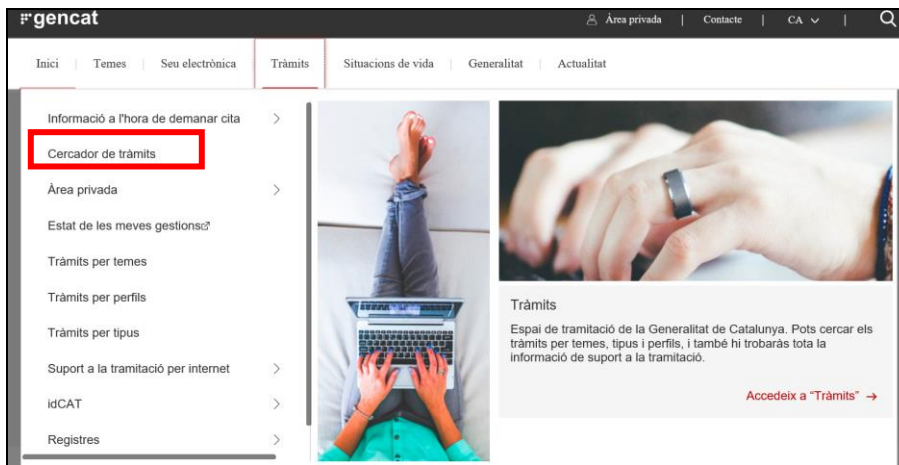 gencat
Àrea privada | Contacte | CA |
Inici | Temes | Seu electrònica | Tràmits | Situacions de vida | Generalitat | Actualitat
Informació a l'hora de demanar cita
Cercador de tràmits
Àrea privada
Estat de les meves gestions
Tràmits per temes
Tràmits per perfils
Tràmits per tipus
Suport a la tramitació per internet
idCAT
Registres
Tràmits
Espai de tramitació de la Generalitat de Catalunya. Pots cercar els
tràmits per temes, tipus i perfils, i també hi trobaràs tota la
informació de suport a la tramitació.
Accedeix a "Tràmits" →